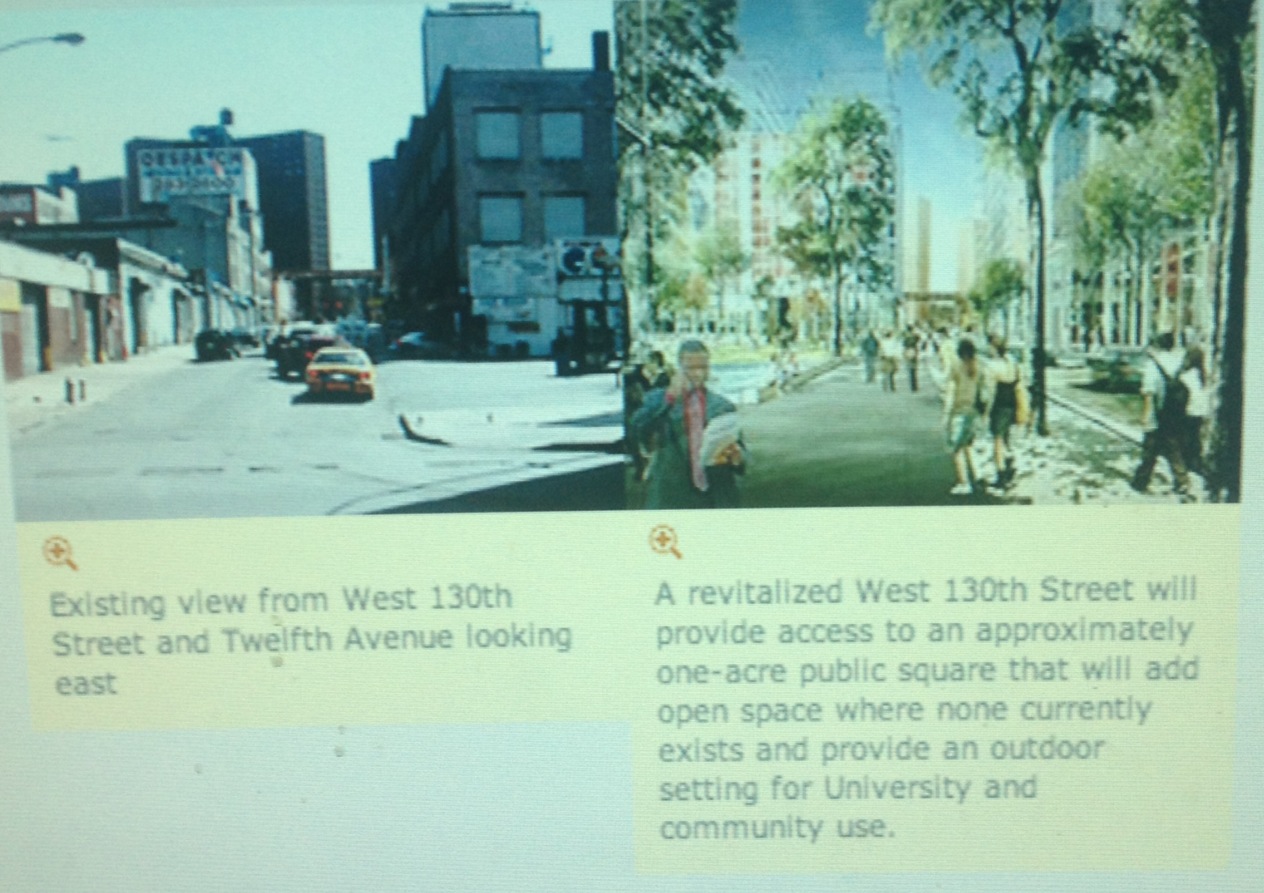 DESPATCH
Existing view from West 130th
Street and Twelfth Avenue looking
east
A revitalized West 130th Street will
provide access to an approximately
one-acre public square that will add
open space where none currently
exists and provide an outdoor
setting for University and
community use.